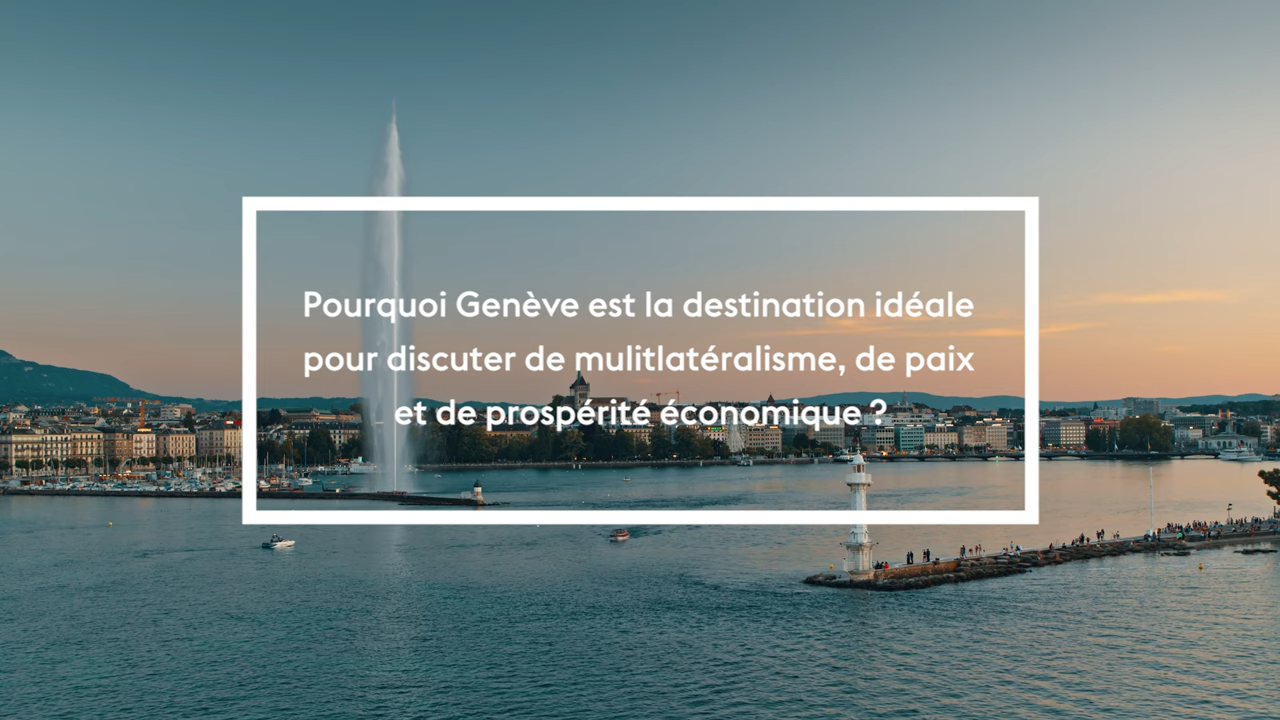 Pourquoi Genève est la destination idéale
pour discuter de mulitlatéralisme, de paix
et de prospérité économique ?